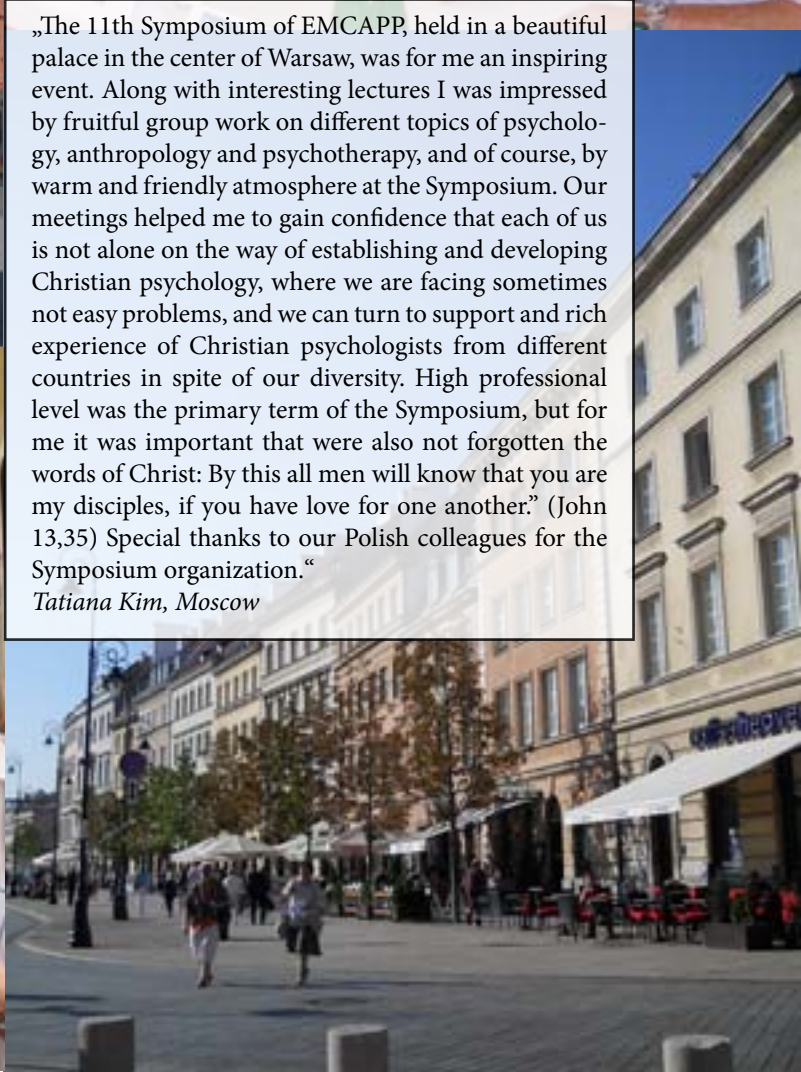 „The 11th Symposium of EMCAPP, held in a beautiful
palace in the center of Warsaw, was for me an inspiring
event. Along with interesting lectures I was impressed
by fruitful group work on different topics of psycholo-
gy, anthropology and psychotherapy, and of course, by
warm and friendly atmosphere at the Symposium. Our
meetings helped me to gain confidence that each of us
is not alone on the way of establishing and developing
Christian psychology, where we are facing sometimes
not easy problems, and we can turn to support and rich
experience of Christian psychologists from different
countries in spite of our diversity. High professional
level was the primary term of the Symposium, but for
me it was important that were also not forgotten the
words of Christ: By this all men will know that you are
my disciples, if you have love for one another.” (John
13,35) Special thanks to our Polish colleagues for the
Symposium organization.“
Tatiana Kim, Moscow